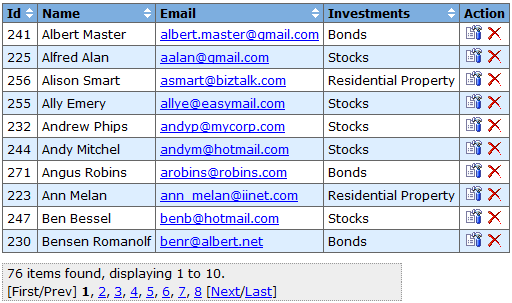 Id Name Email Investments Action
241 Albert Master albert.master@gmail.com Bonds
225 Alfred Alan aalan@gmail.com Stocks
256 Alison Smart asmart@biztalk.com Residential Property
255 Ally Emery allye@easymail.com Stocks
232 Andrew Phips andyp@mycorp.com Stocks
244 Andy Mitchel andym@hotmail.com Stocks
271 Angus Robins arobins@robins.com Bonds
223 Ann Melan ann_melan@iinet.com Residential Property
247 Ben Bessel benb@hotmail.com Stocks
230 Bensen Romanolf benr@albert.net Bonds
76 items found, displaying 1 to 10.
[First/Prev] 1, 2, 3, 4, 5, 6, 7, 8 [Next/Last]